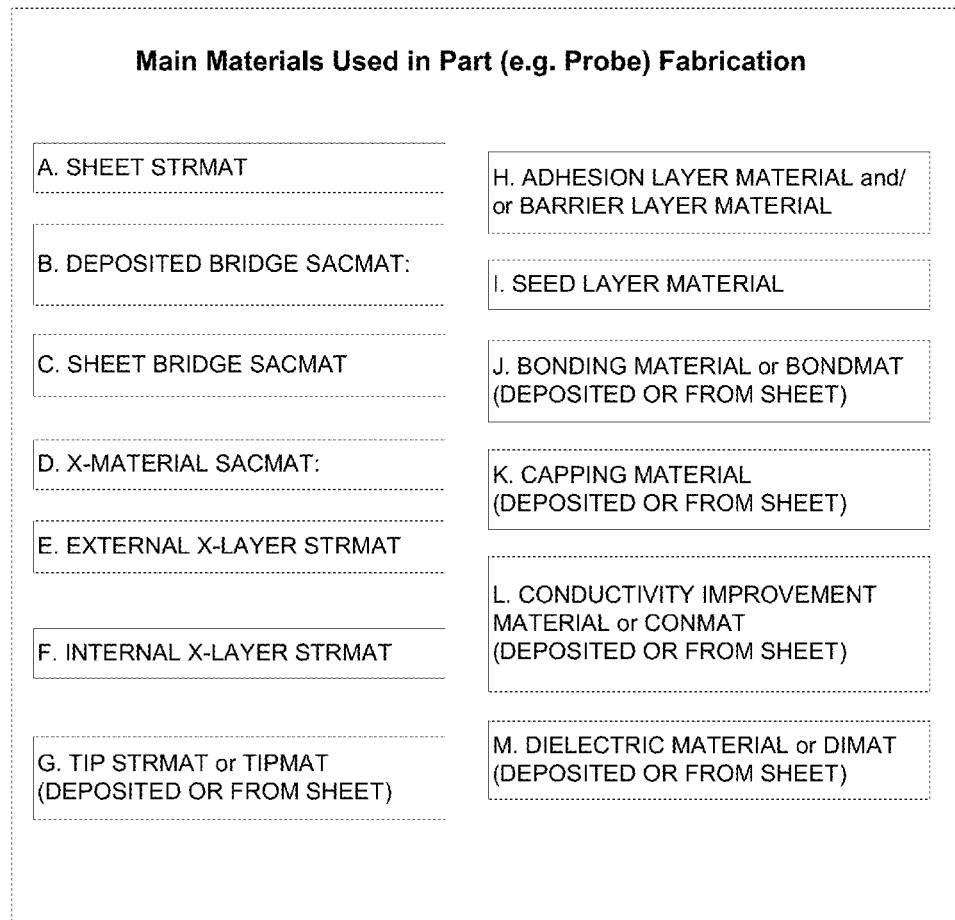 Main Materials Used in Part (e.g. Probe) Fabrication
A. SHEET STRMAT
B. DEPOSITED BRIDGE SACMAT:
C. SHEET BRIDGE SACMAT
D. X-MATERIAL SACMAT:
E. EXTERNAL X-LAYER STRMAT
F. INTERNAL X-LAYER STRMAT
G. TIP STRMAT or TIPMAT
(DEPOSITED OR FROM SHEET)
H. ADHESION LAYER MATERIAL and/
or BARRIER LAYER MATERIAL
I. SEED LAYER MATERIAL
J. BONDING MATERIAL or BONDMAT
(DEPOSITED OR FROM SHEET)
K. CAPPING MATERIAL
(DEPOSITED OR FROM SHEET)
L. CONDUCTIVITY IMPROVEMENT
MATERIAL or CONMAT
(DEPOSITED OR FROM SHEET)
M. DIELECTRIC MATERIAL or DIMAT
(DEPOSITED OR FROM SHEET)